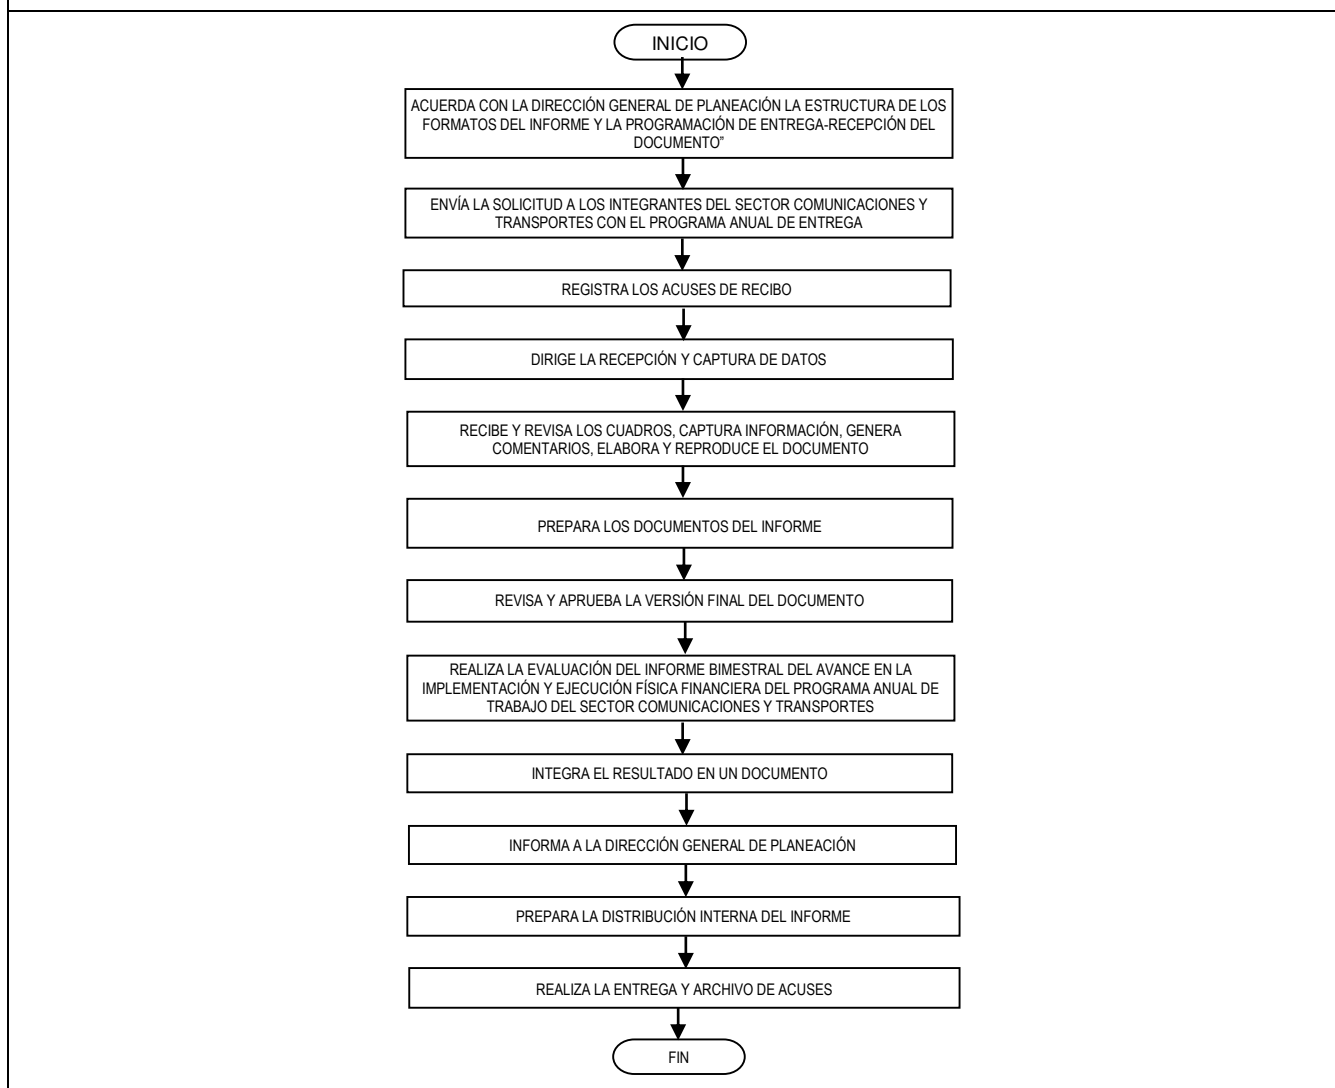 INICIO
ACUERDA CON LA DIRECCIÓN GENERAL DE PLANEACIÓN LA ESTRUCTURA DE LOS
FORMATOS DEL INFORME Y LA PROGRAMACIÓN DE ENTREGA-RECEPCIÓN DEL
DOCUMENTO”
ENVÍA LA SOLICITUD A LOS INTEGRANTES DEL SECTOR COMUNICACIONES Y
TRANSPORTES CON EL PROGRAMA ANUAL DE ENTREGA
REGISTRA LOS ACUSES DE RECIBO
DIRIGE LA RECEPCIÓN Y CAPTURA DE DATOS
RECIBE Y REVISA LOS CUADROS, CAPTURA INFORMACIÓN, GENERA
COMENTARIOS, ELABORA Y REPRODUCE EL DOCUMENTO
PREPARA LOS DOCUMENTOS DEL INFORME
REVISA Y APRUEBA LA VERSIÓN FINAL DEL DOCUMENTO
REALIZA LA EVALUACIÓN DEL INFORME BIMESTRAL DEL AVANCE EN LA
IMPLEMENTACIÓN Y EJECUCIÓN FÍSICA FINANCIERA DEL PROGRAMA ANUAL DE
TRABAJO DEL SECTOR COMUNICACIONES Y TRANSPORTES
INTEGRA EL RESULTADO EN UN DOCUMENTO
INFORMA A LA DIRECCIÓN GENERAL DE PLANEACIÓN
PREPARA LA DISTRIBUCIÓN INTERNA DEL INFORME
REALIZA LA ENTREGA Y ARCHIVO DE ACUSES
FIN